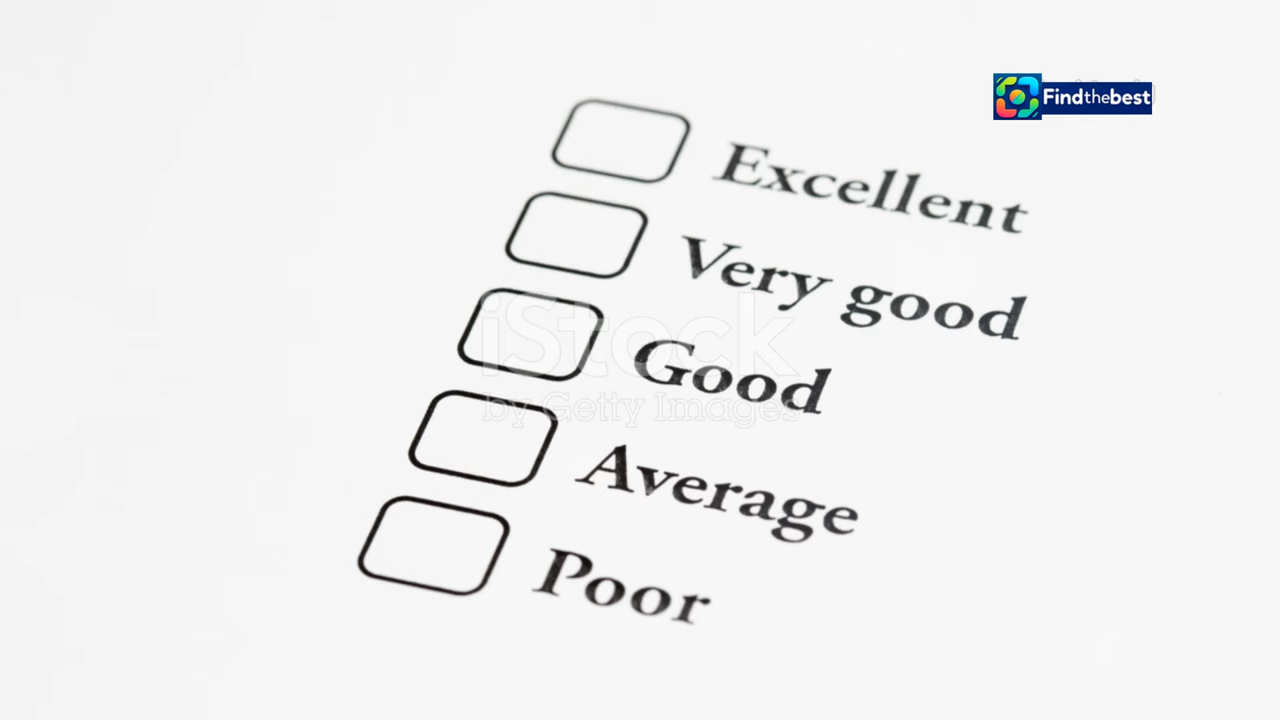 Findthebest
Excellent
Very good
Good
Average
Poor
iStock
by Getty Images